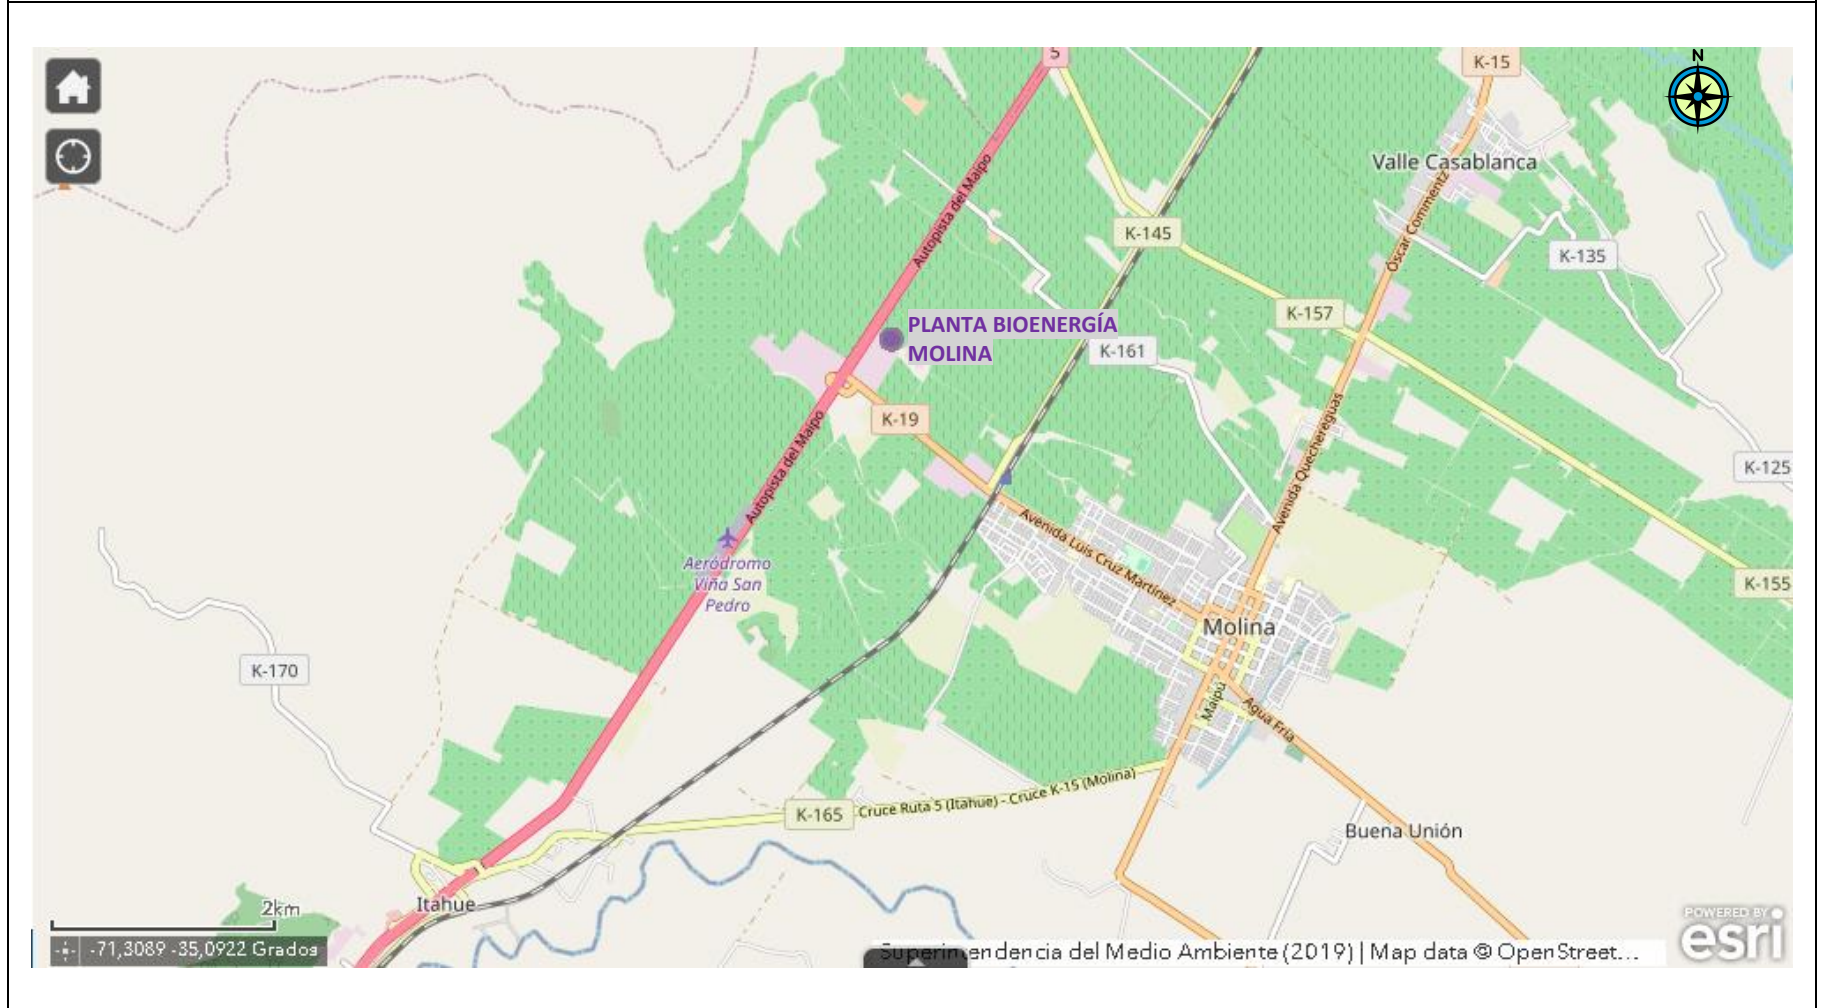 N
5
K-15
Valle Casablanca
Autopista del Maipo
K-145
Óscar Commentz
K-135
PLANTA BIOENERGÍA
MOLINA
K-157
K-161
K-19
Autopista del Maipo
Avenida Quechereguas
K-125
Avenida Luis Cruz Martínez
Aeródromo
Viña San
Pedro
K-155
Molina
K-170
Maipú
Agua Fría
K-165
Cruce Ruta 5 (Itahue) - Cruce K-15 (Molina)
Buena Unión
Itahue
2km
-71,3089 -35,0922 Grados
Superintendencia del Medio Ambiente (2019) | Map data © OpenStreet...
POWERED BY
esri